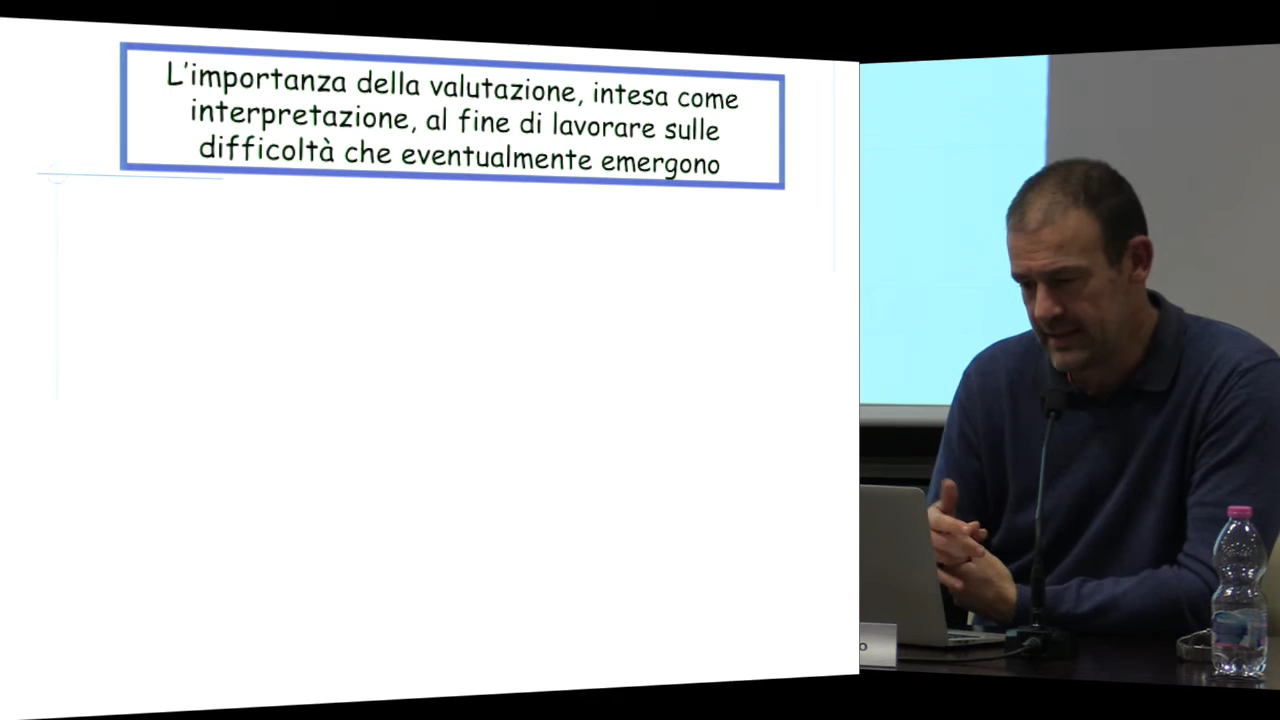 L'importanza della valutazione, intesa come
interpretazione, al fine di lavorare sulle
difficoltà che eventualmente emergono
o